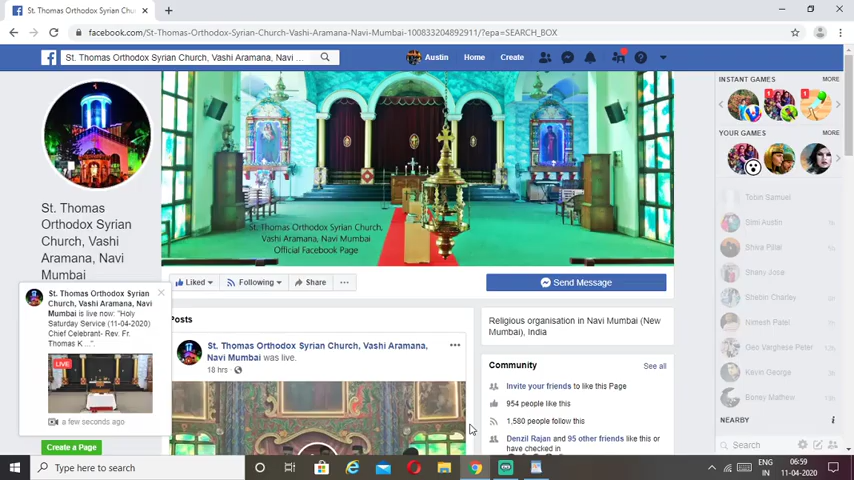 St. Thomas Orthodox Syrian Chu
facebook.com/St-Thomas-Orthodox-Syrian-Church-Vashi-Aramana-Navi-Mumbai-100833204892911/?epa=SEARCH_BOX
St. Thomas Orthodox Syrian Church, Vashi Aramana, Navi ...
Austin Home Create
St. Thomas
Orthodox Syrian
Church, Vashi
Aramana, Navi
Mumbai
St. Thomas Orthodox Syrian
Church, Vashi Aramana, Navi
Mumbai is live now: "Holy
Saturday Service (11-04-2020)
Chief Celebrant- Rev. Fr.
Thomas K...".
LIVE
a few seconds ago
Create a Page
St. Thomas Orthodox Syrian Church,
Vashi Aramana, Navi Mumbai
Official Facebook Page
Liked Following Share ...
Send Message
Posts
St. Thomas Orthodox Syrian Church, Vashi Aramana,
Navi Mumbai was live.
18 hrs
Religious organisation in Navi Mumbai (New
Mumbai), India
Community See all
Invite your friends to like this Page
954 people like this
1,580 people follow this
Denzil Rajan and 95 other friends like this or
have checked in
INSTANT GAMES MORE
1 1
YOUR GAMES MORE
Tobin Samuel
Simi Austin
Shiva Pillai
Shany Jose
Shebin Charley
Nimesh Patel
Geo Varghese Peter
Kevin George
Boney Mathew
NEARBY
Search
Type here to search
ENG
IN
06:59
11-04-2020